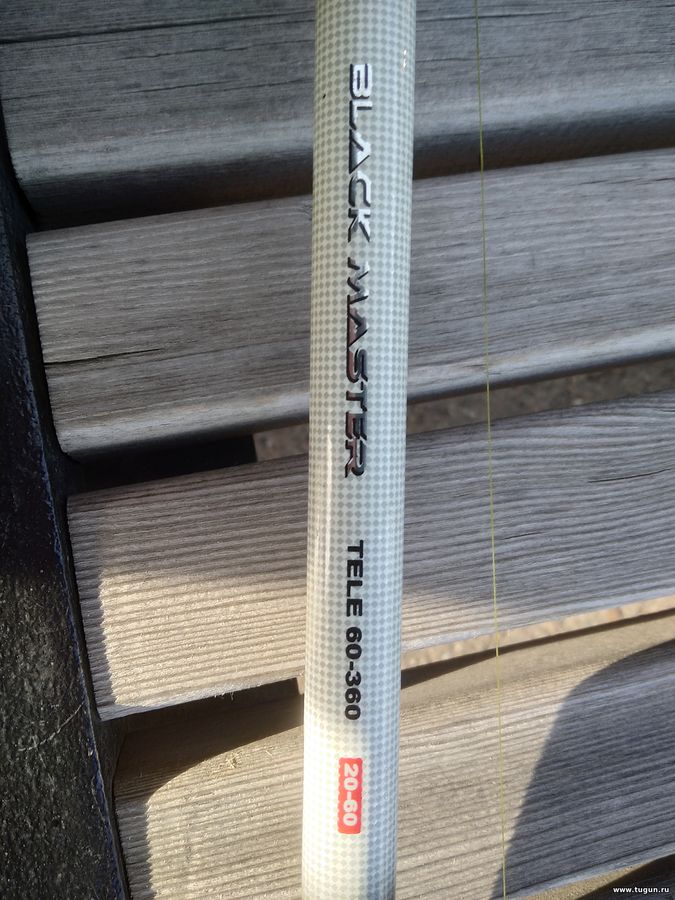 BLACK MASTER
TELE 60-360
20-60
www.tugun.ru